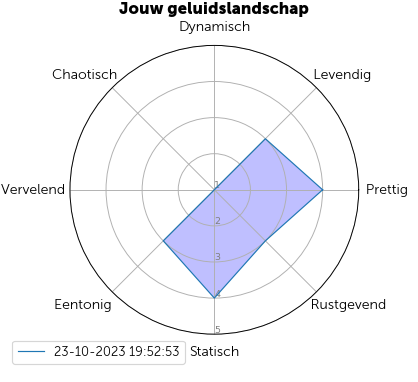 Jouw geluidslandschap
Dynamisch
Chaotisch
Levendig
Vervelend
1
Prettig
2
3
4
Eentonig
Rustgevend
5
23-10-2023 19:52:53
Statisch